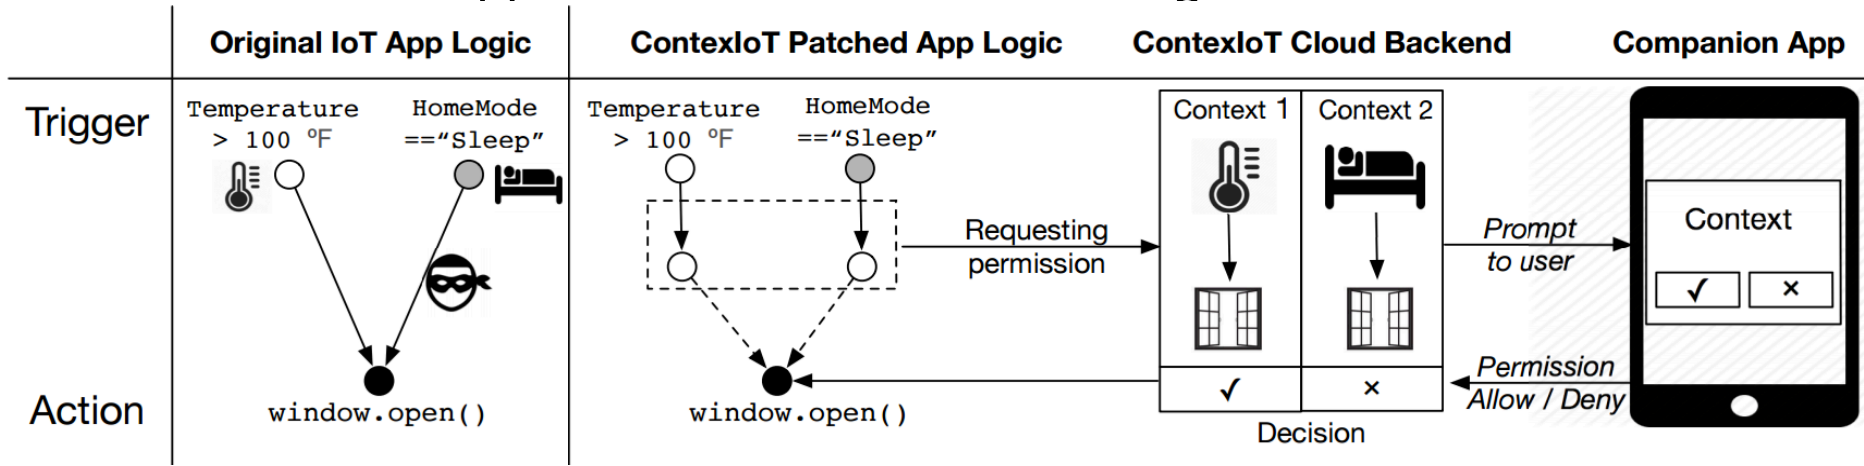 Original IoT App Logic
ContexIoT Patched App Logic
ContexIoT Cloud Backend
Companion App
Trigger
Temperature
> 100 ºF
HomeMode
==“Sleep”
Temperature
> 100 ºF
HomeMode
==“Sleep”
Context 1
Context 2
Requesting
permission
Prompt
to user
Context
✓
×
Permission
Allow / Deny
Action
window.open()
window.open()
✓
×
Decision